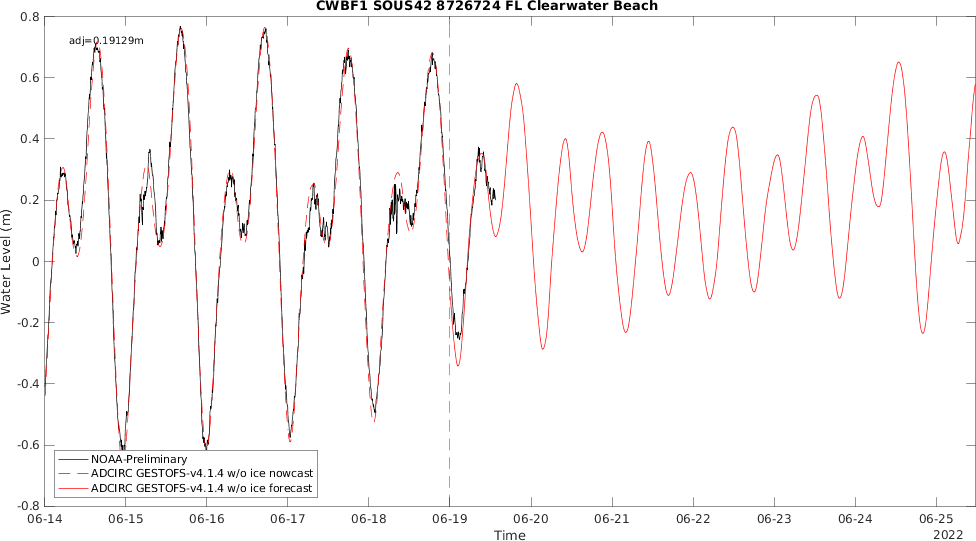 CWBF1 SOUS42 8726724 FL Clearwater Beach
adj=0.19129m
Water Level (m)
0.8
0.6
0.4
0.2
0
-0.2
-0.4
-0.6
-0.8
NOAA-Preliminary
ADCIRC GESTOFS-v4.1.4 w/o ice nowcast
ADCIRC GESTOFS-v4.1.4 w/o ice forecast
06-14 06-15 06-16 06-17 06-18 06-19 06-20 06-21 06-22 06-23 06-24 06-25
Time
2022